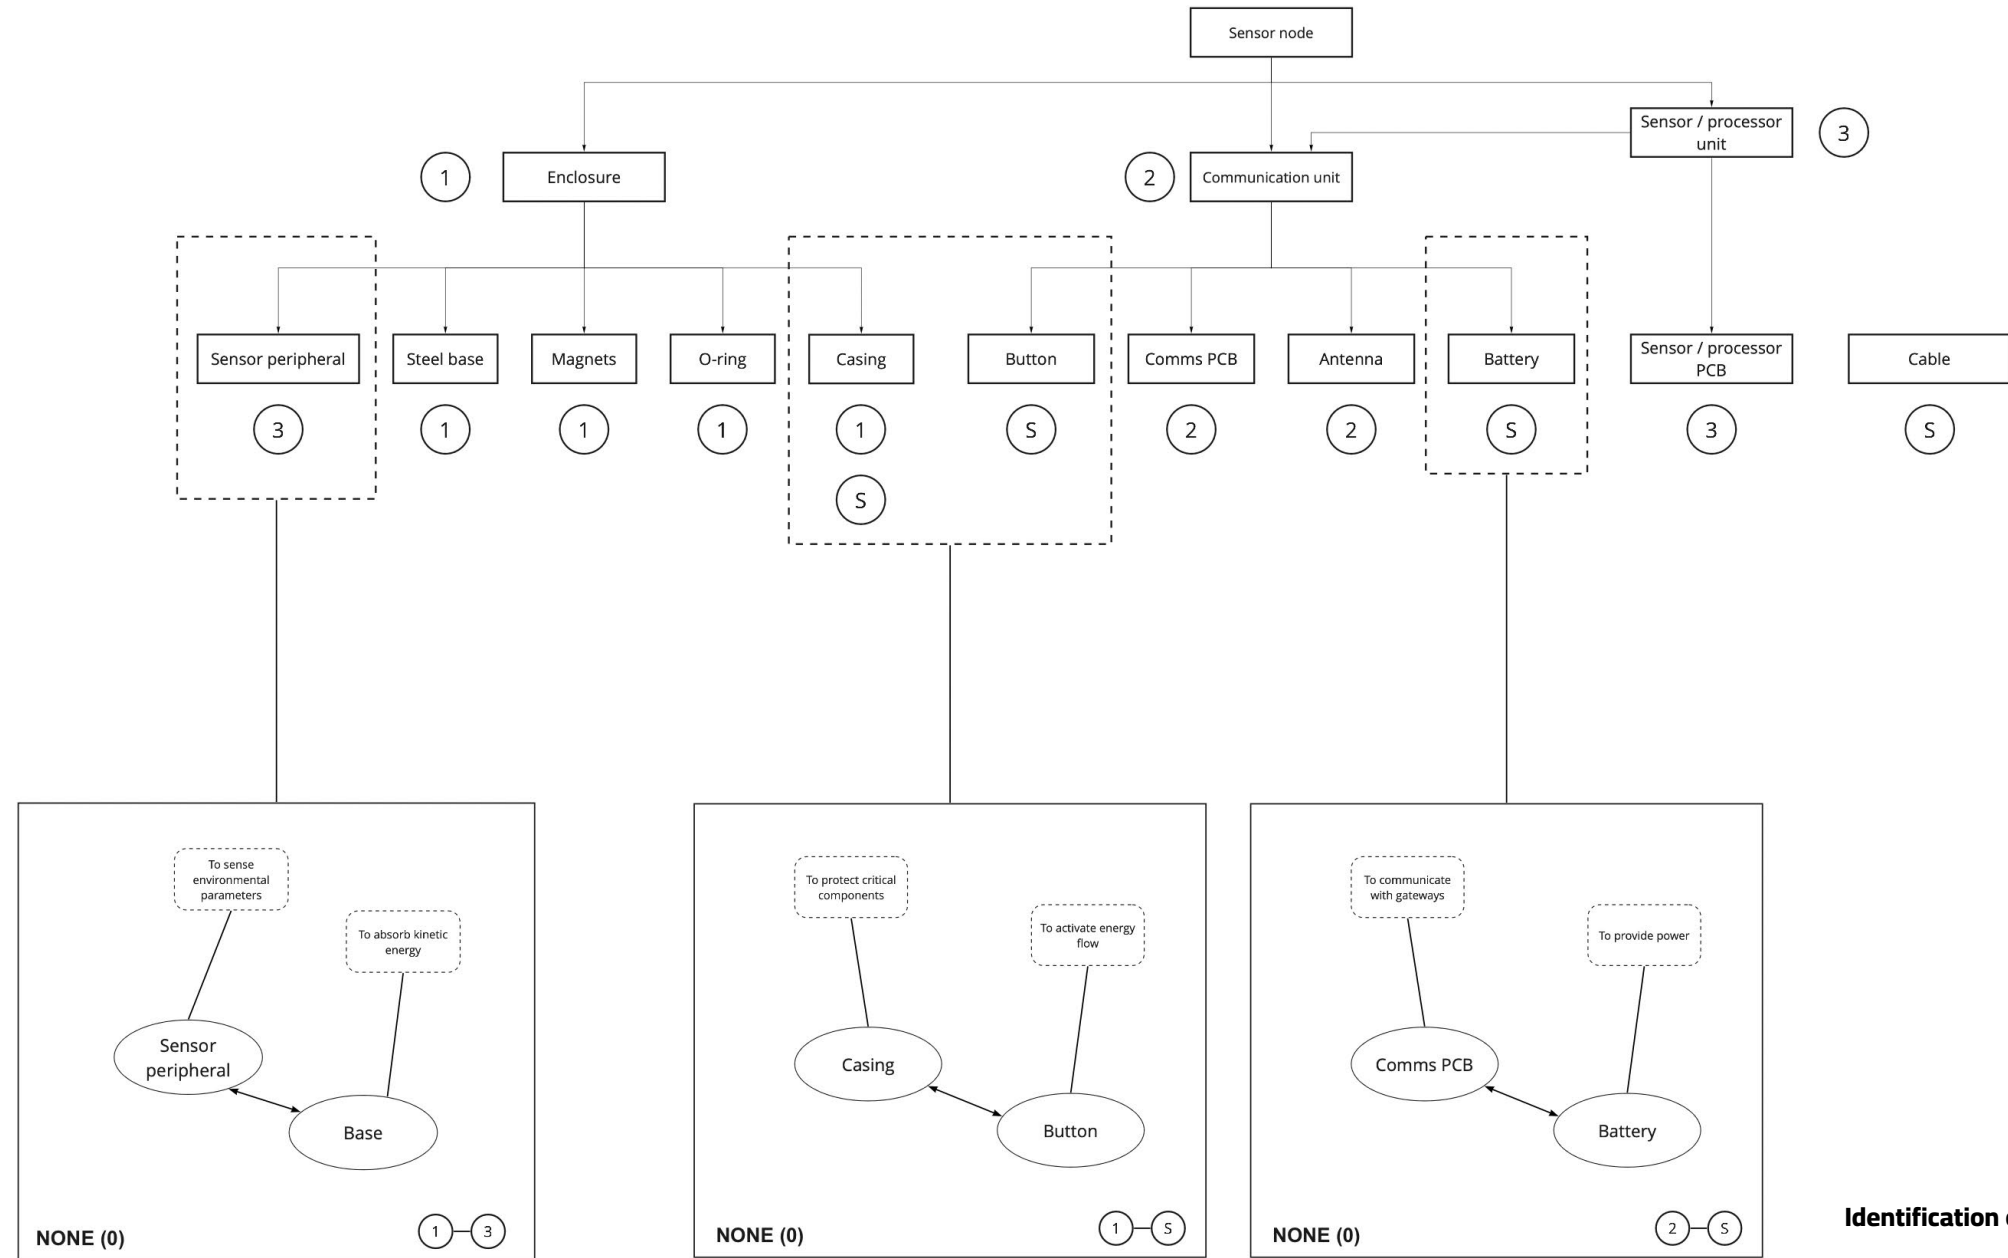 Sensor node
Sensor / processor
unit
3
1
Enclosure
2
Communication unit
Sensor peripheral
Steel base
Magnets
O-ring
Casing
Button
Comms PCB
Antenna
Battery
Sensor / processor
PCB
Cable
3
1
1
1
1
S
2
2
S
3
S
S
To sense
environmental
parameters
To absorb kinetic
energy
Sensor
peripheral
Base
NONE (0)
1
3
To protect critical
components
To activate energy
flow
Casing
Button
NONE (0)
1
S
To communicate
with gateways
To provide power
Comms PCB
Battery
NONE (0)
2
S
Identification